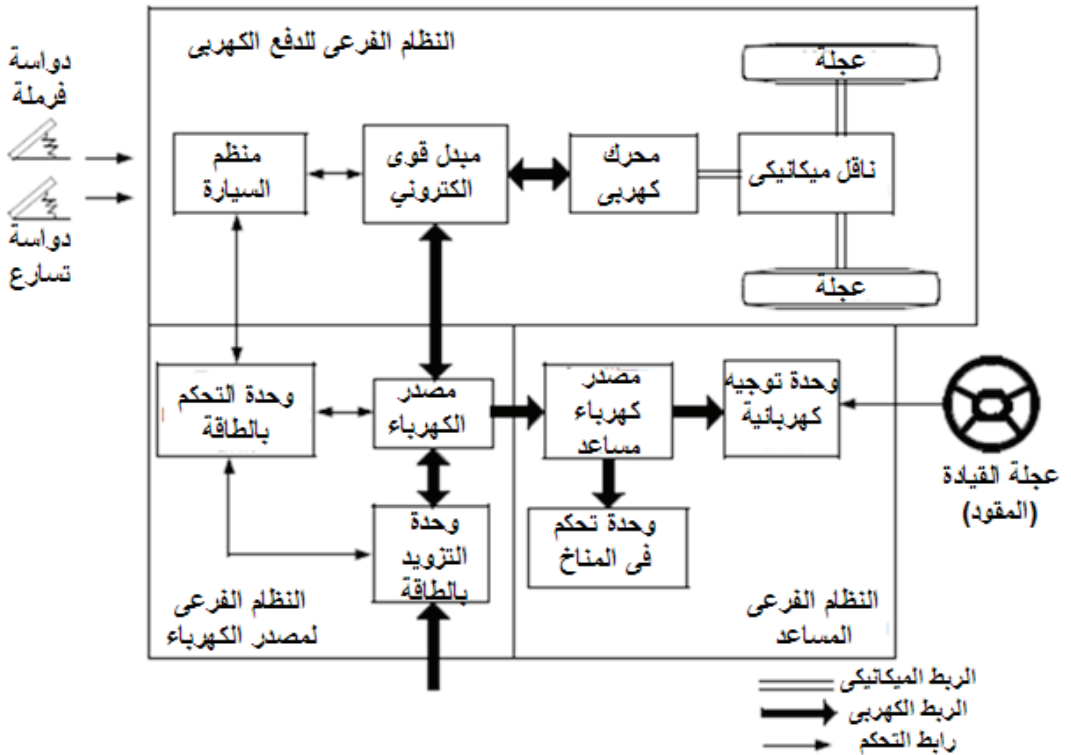 النظام الفرعى للدفع الكهربى
دواسة
فرملة
دواسة
تسارع
منظم
السيارة
مبدل قوى
الكتروني
محرك
كهربى
ناقل ميكانيكى
عجلة
عجلة
وحدة التحكم
بالطاقة
مصدر
الكهرباء
وحدة
التزويد
بالطاقة
النظام الفرعى
لمصدر الكهرباء
مصدر
كهرباء
مساعد
وحدة توجيه
كهربائية
وحدة تحكم
فى المناخ
النظام الفرعى
المساعد
عجلة القيادة
(المقود)
الربط الميكانيكى
الربط الكهربى
رابط التحكم